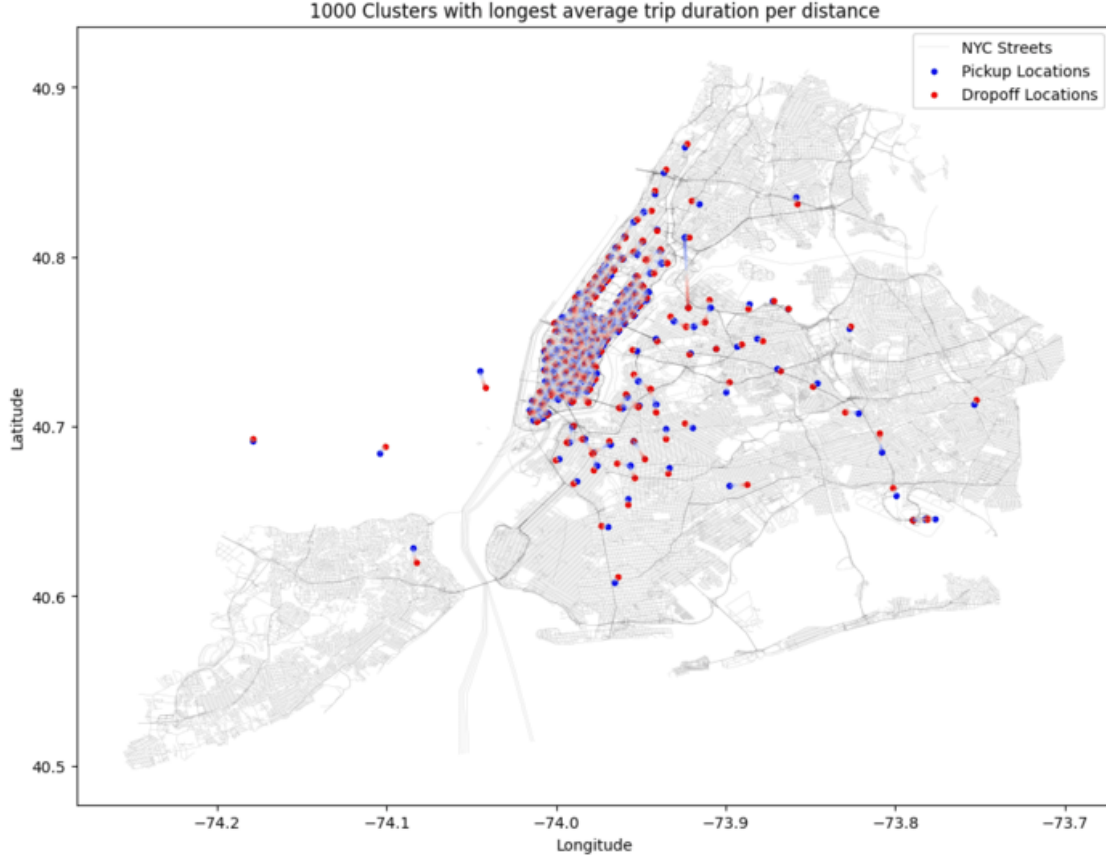 1000 Clusters with longest average trip duration per distance
NYC Streets
Pickup Locations
Dropoff Locations
Latitude
40.9
40.8
40.7
40.6
40.5
−74.2
−74.1
−74.0
−73.9
−73.8
−73.7
Longitude